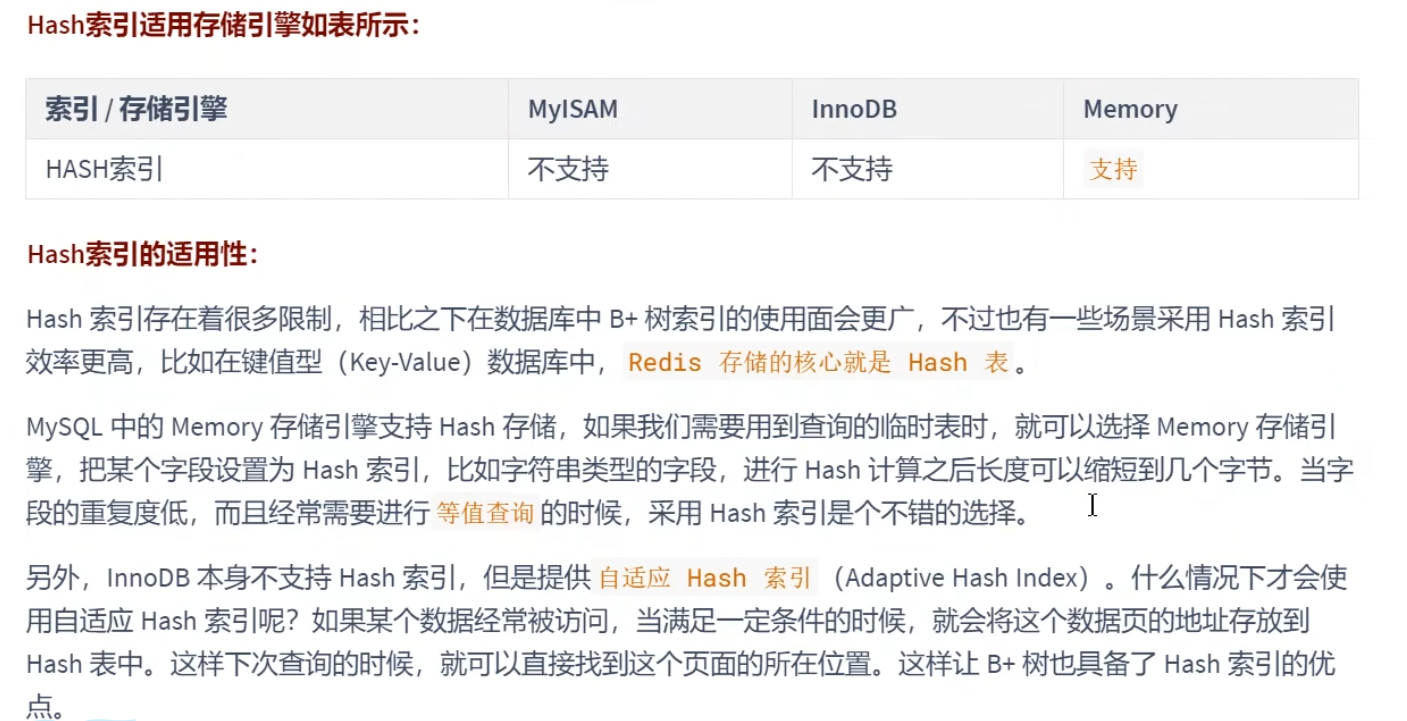 Hash索引适用存储引擎如表所示：
索引 / 存储引擎 MyISAM InnoDB Memory
HASH索引 不支持 不支持 支持
Hash索引的适用性：
Hash 索引存在着很多限制，相比之下在数据库中 B+ 树索引的使用面会更广，不过也有一些场景采用 Hash 索引
效率更高，比如在键值型（Key-Value）数据库中，Redis 存储的核心就是 Hash 表。
MySQL 中的 Memory 存储引擎支持 Hash 存储，如果我们需要用到查询的临时表时，就可以选择 Memory 存储引
擎，把某个字段设置为 Hash 索引，比如字符串类型的字段，进行 Hash 计算之后长度可以缩短到几个字节。当字
段的重复度低，而且经常需要进行等值查询的时候，采用 Hash 索引是个不错的选择。
另外，InnoDB 本身不支持 Hash 索引，但是提供自适应 Hash 索引（Adaptive Hash Index）。什么情况下才会使
用自适应 Hash 索引呢？如果某个数据经常被访问，当满足一定条件的时候，就会将这个数据页的地址存放到
Hash 表中。这样下次查询的时候，就可以直接找到这个页面的所在位置。这样让 B+ 树也具备了 Hash 索引的优
点。